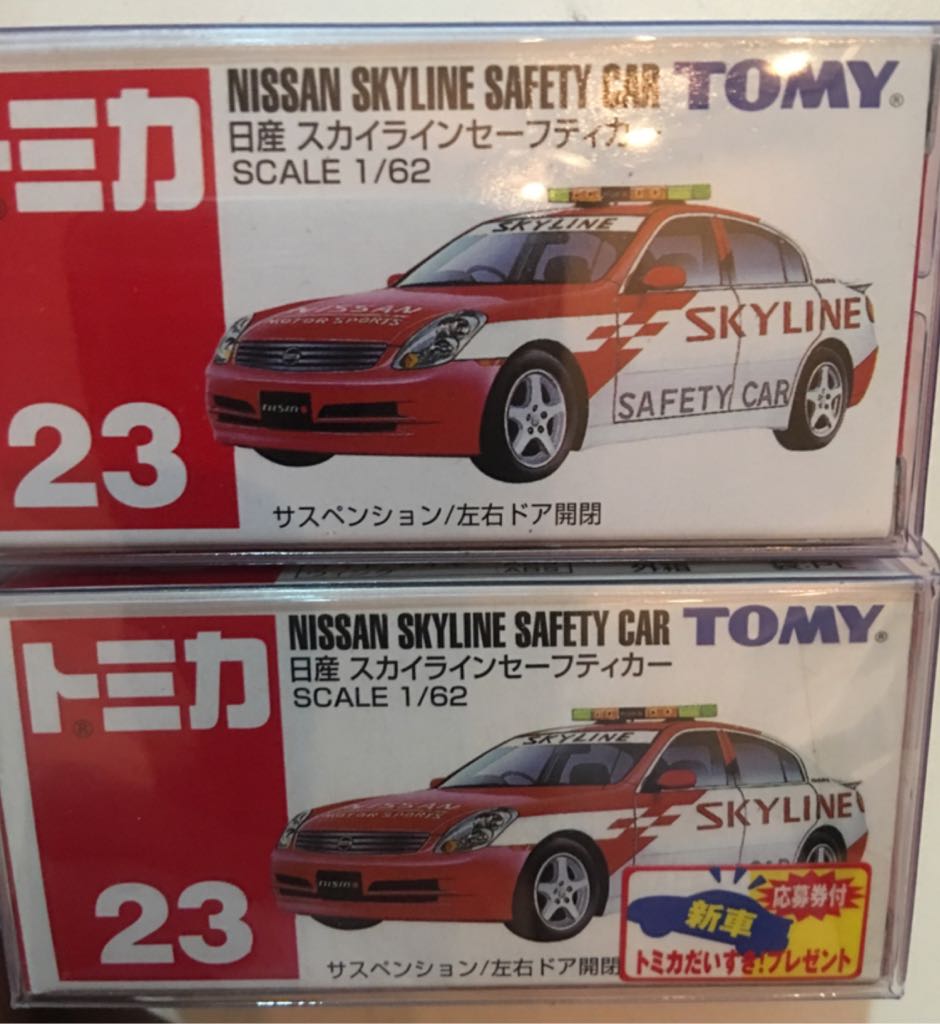 トミカ
NISSAN SKYLINE SAFETY CAR TOMY®
日産 スカイラインセーフティカー
SCALE 1/62
SKYLINE
NISSAN
MOTOR SPORTS
SKYLINE
nismo
SAFETY CAR
23
サスペンション/左右ドア開閉
トミカ®
NISSAN SKYLINE SAFETY CAR TOMY®
日産 スカイラインセーフティカー
SCALE 1/62
SKYLINE
NISSAN
MOTOR SPORTS
SKYLINE
nismo
CAR
23
新車
応募券付
トミカだいすき!プレゼント
サスペンション/左右ドア開閉